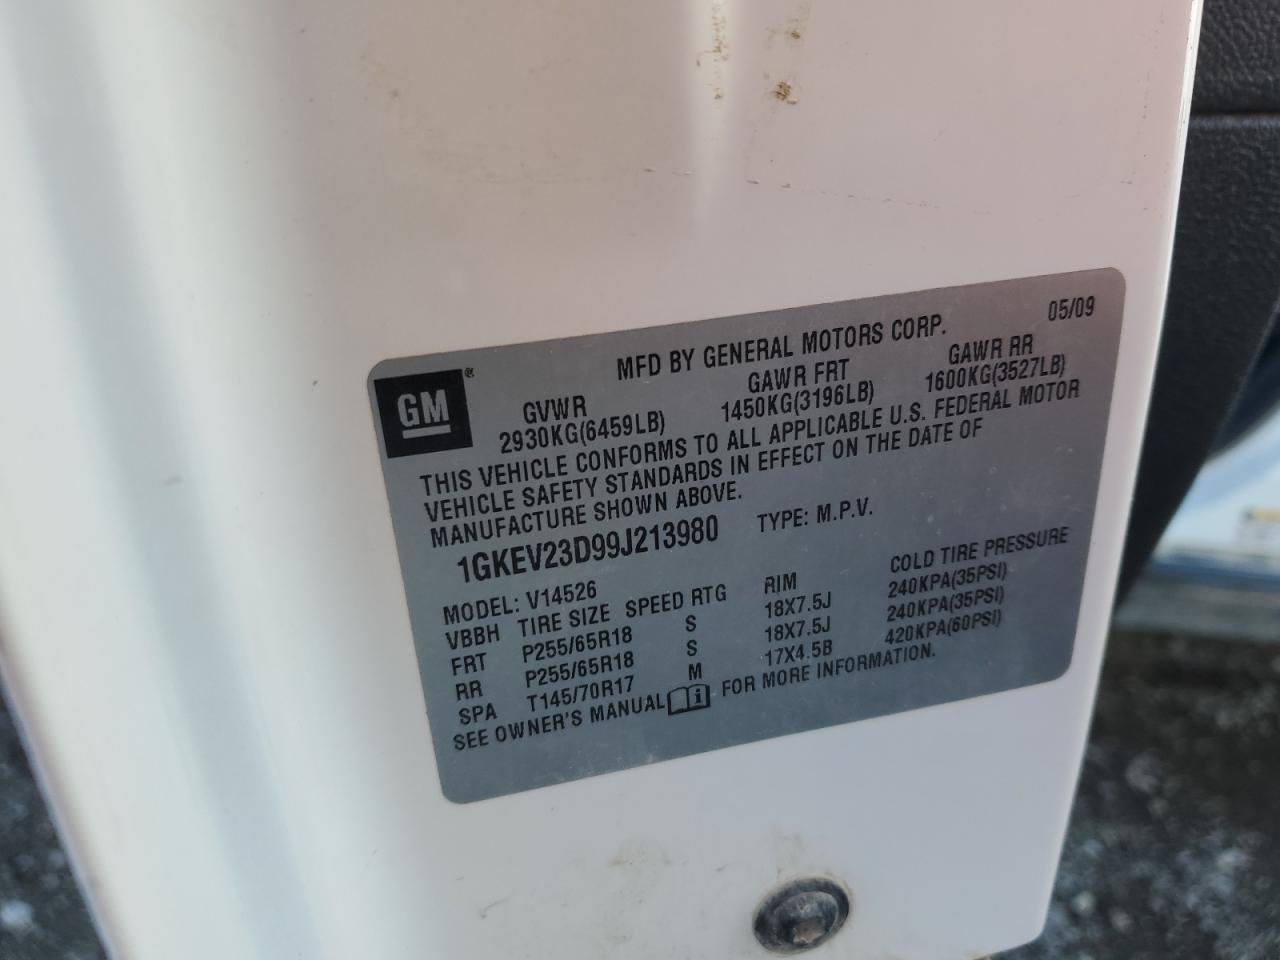 05/09
MFD BY GENERAL MOTORS CORP.
GM®
GVWR GAWR FRT GAWR RR
2930KG(6459LB) 1450KG(3196LB) 1600KG(3527LB)
THIS VEHICLE CONFORMS TO ALL APPLICABLE U.S. FEDERAL MOTOR
VEHICLE SAFETY STANDARDS IN EFFECT ON THE DATE OF
MANUFACTURE SHOWN ABOVE.
1GKEV23D99J213980 TYPE: M.P.V.
MODEL: V14526
VBBH TIRE SIZE SPEED RTG RIM COLD TIRE PRESSURE
FRT P255/65R18 S 18X7.5J 240KPA(35PSI)
RR P255/65R18 S 18X7.5J 240KPA(35PSI)
SPA T145/70R17 M 17X4.5B 420KPA(60PSI)
SEE OWNER'S MANUAL i FOR MORE INFORMATION.